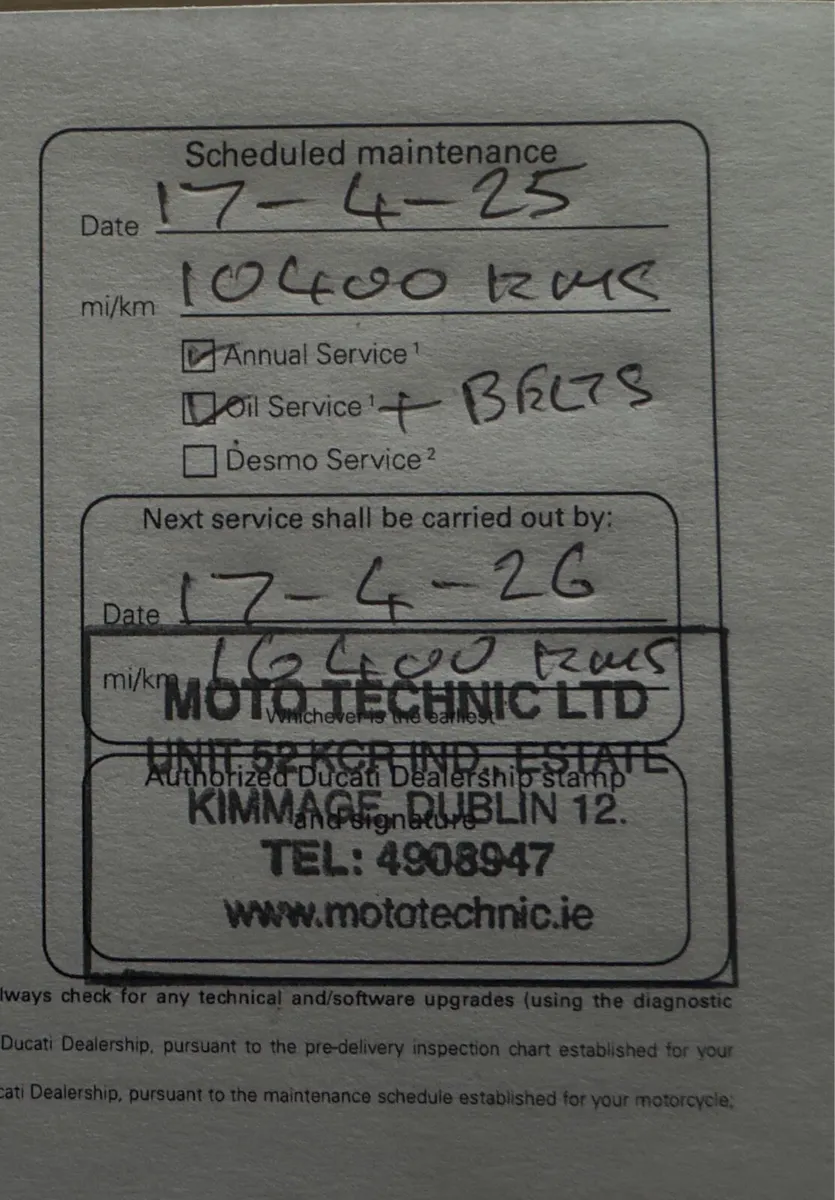 Scheduled maintenance
Date 17-4-25
mi/km 10400 KMS
Annual Service ¹
Oil Service ¹ + BELTS
Desmo Service ²
Next service shall be carried out by:
Date 17-4-26
mi/km 16400 KMS
MOTO TECHNIC LTD
Whichever is the earliest
UNIT 52 KCR IND. ESTATE
Authorized Ducati Dealership stamp
KIMMAGE, DUBLIN 12.
and signature
TEL: 4908947
www.mototechnic.ie
lways check for any technical and/software upgrades (using the diagnostic
Ducati Dealership, pursuant to the pre-delivery inspection chart established for your
cati Dealership, pursuant to the maintenance schedule established for your motorcycle;